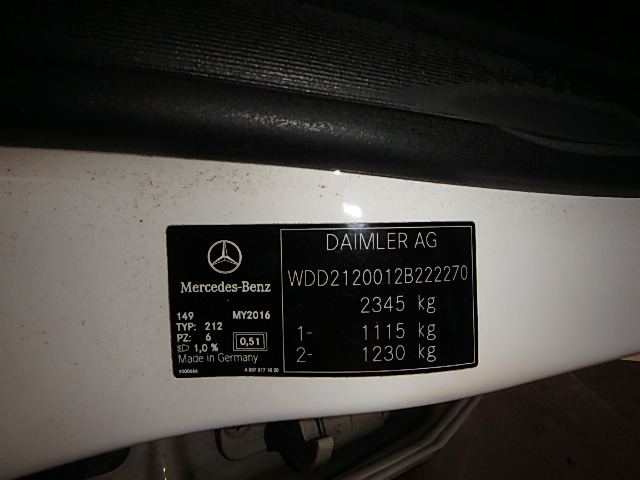 Mercedes-Benz
149 MY2016
TYP: 212
PZ: 6
1,0% 0,51
Made in Germany
DAIMLER AG
WDD2120012B222270
2345 kg
1- 1115 kg
2- 1230 kg